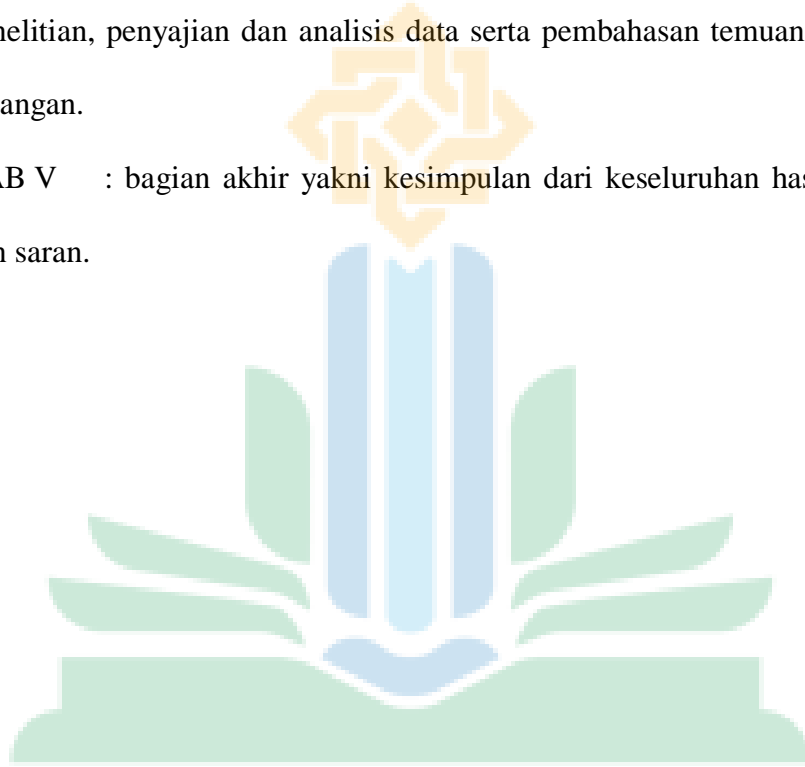 nelitian, penyajian dan analisis data serta pembahasan temuan
angan.
AB V : bagian akhir yakni kesimpulan dari keseluruhan has
n saran.